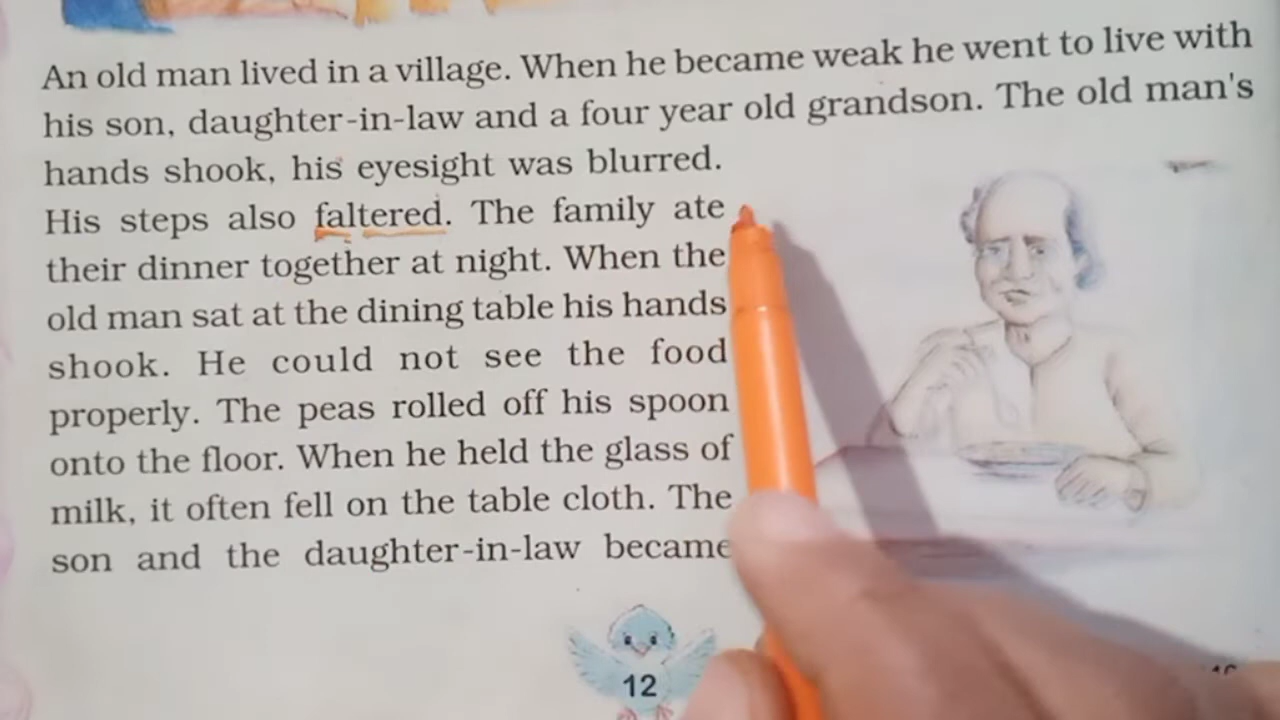 An old man lived in a village. When he became weak he went to live with
his son, daughter-in-law and a four year old grandson. The old man's
hands shook, his eyesight was blurred.
His steps also faltered. The family ate
their dinner together at night. When the
old man sat at the dining table his hands
shook. He could not see the food
properly. The peas rolled off his spoon
onto the floor. When he held the glass of
milk, it often fell on the table cloth. The
son and the daughter-in-law became
12